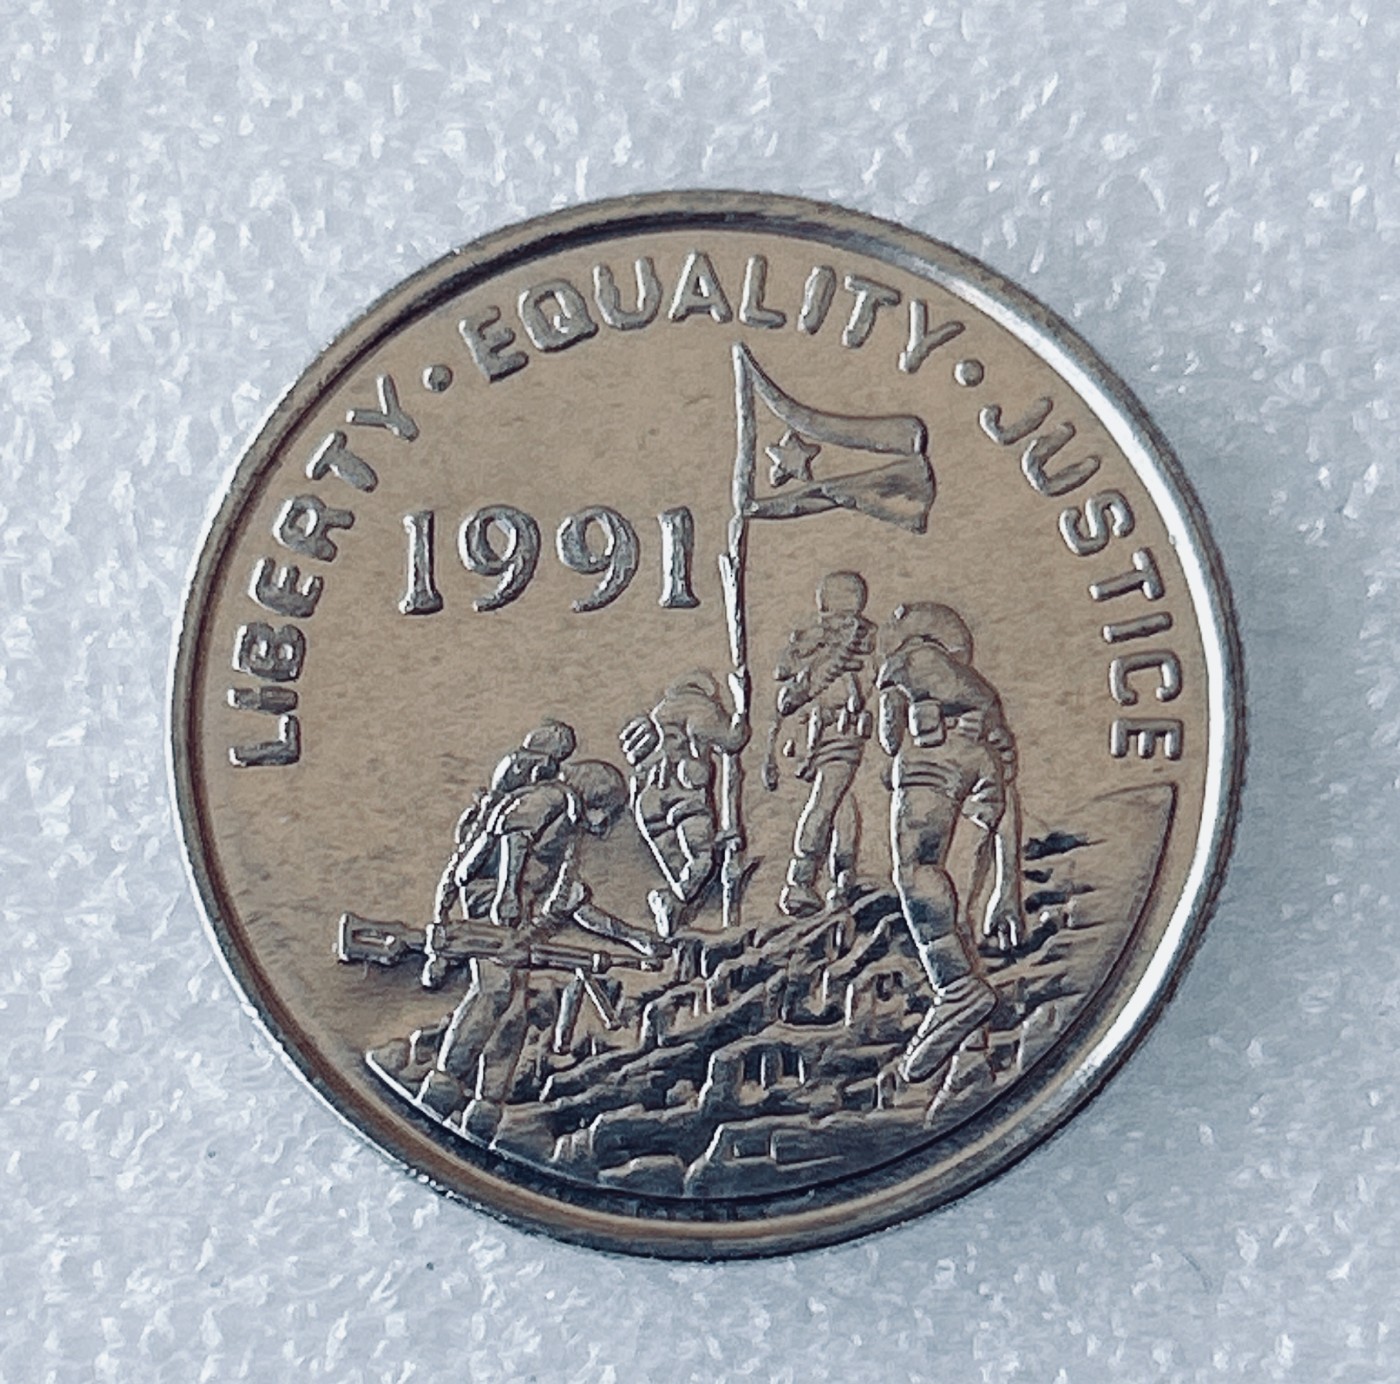 LIBERTY · EQUALITY · JUSTICE
1991